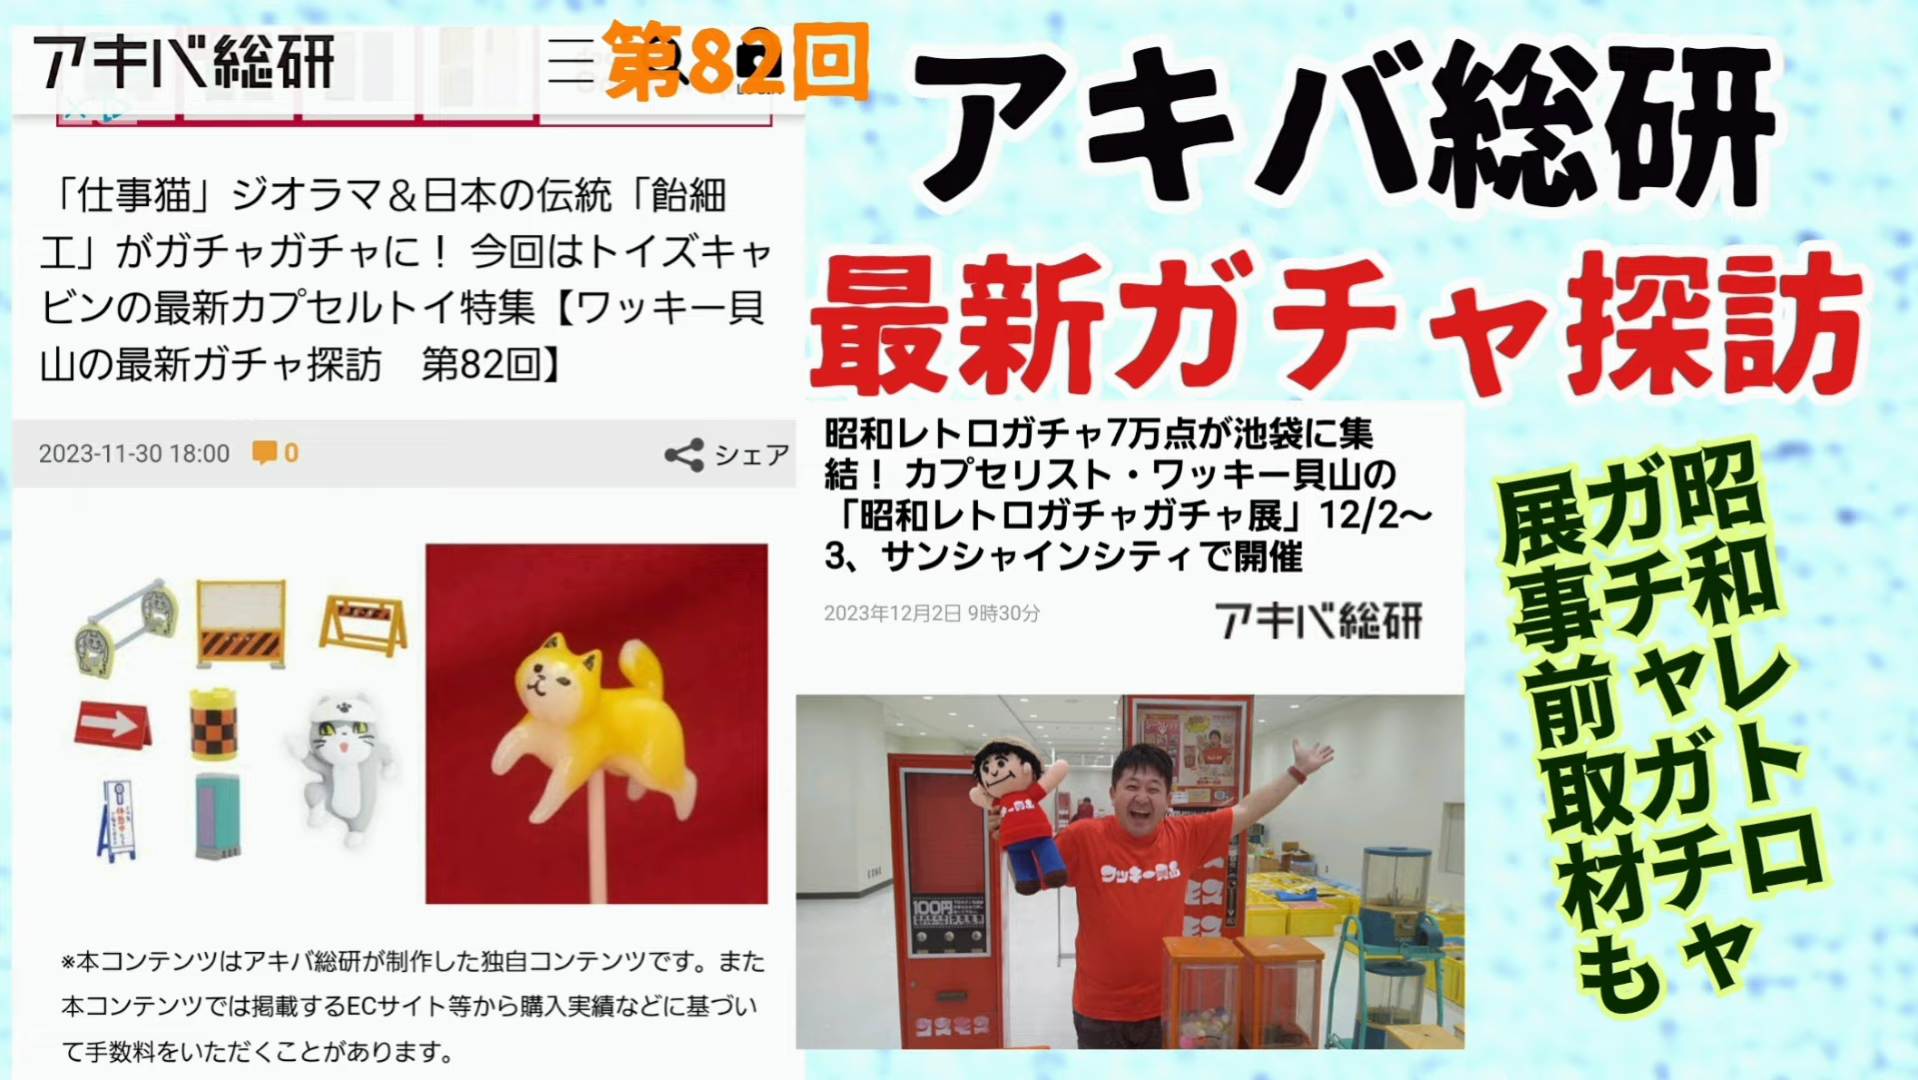 アキバ総研
第82回
「仕事猫」ジオラマ＆日本の伝統「飴細
工」がガチャガチャに！ 今回はトイズキャ
ビンの最新カプセルトイ特集【ワッキー貝
山の最新ガチャ探訪　第82回】
2023-11-30 18:00
0
シェア
※本コンテンツはアキバ総研が制作した独自コンテンツです。また
本コンテンツでは掲載するECサイト等から購入実績などに基づい
て手数料をいただくことがあります。
アキバ総研
最新ガチャ探訪
昭和レトロガチャ7万点が池袋に集
結！ カプセリスト・ワッキー貝山の
「昭和レトロガチャガチャ展」12/2〜
3、サンシャインシティで開催
2023年12月2日 9時30分
アキバ総研
100円
ワッキー貝山
コスモス
昭和レトロ
ガチャガチャ
展事前取材も